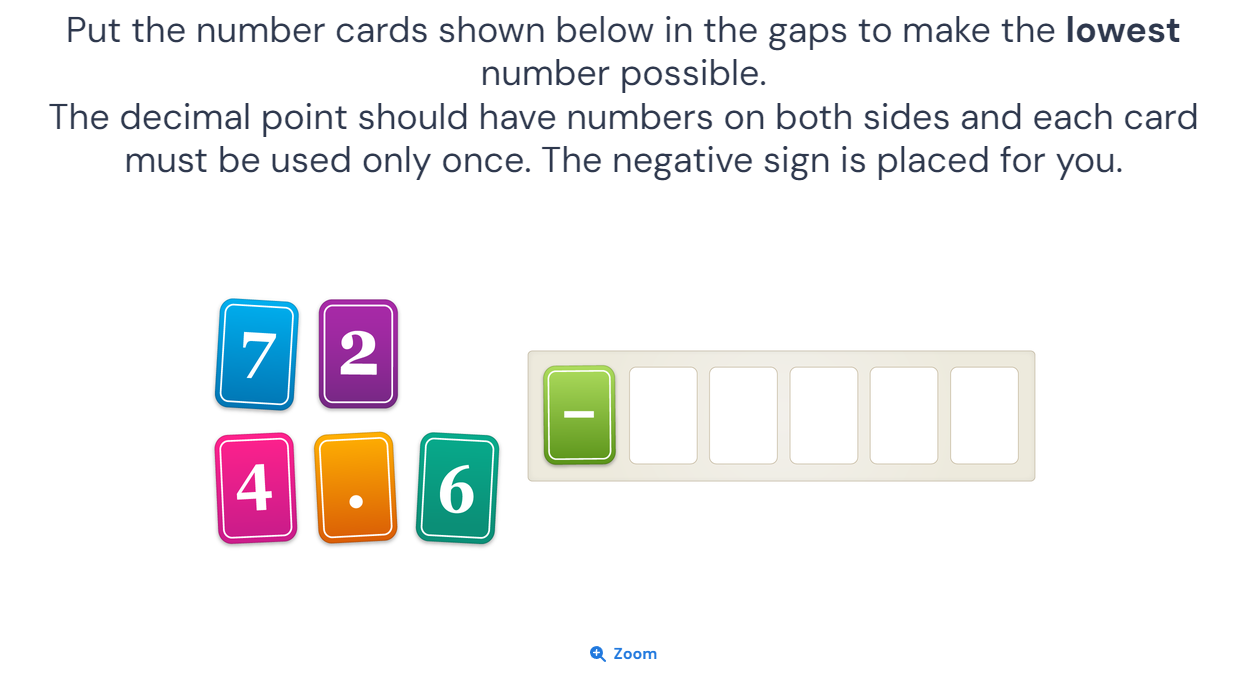 Put the number cards shown below in the gaps to make the lowest
number possible.
The decimal point should have numbers on both sides and each card
must be used only once. The negative sign is placed for you.
7 2
4 . 6
−
Zoom